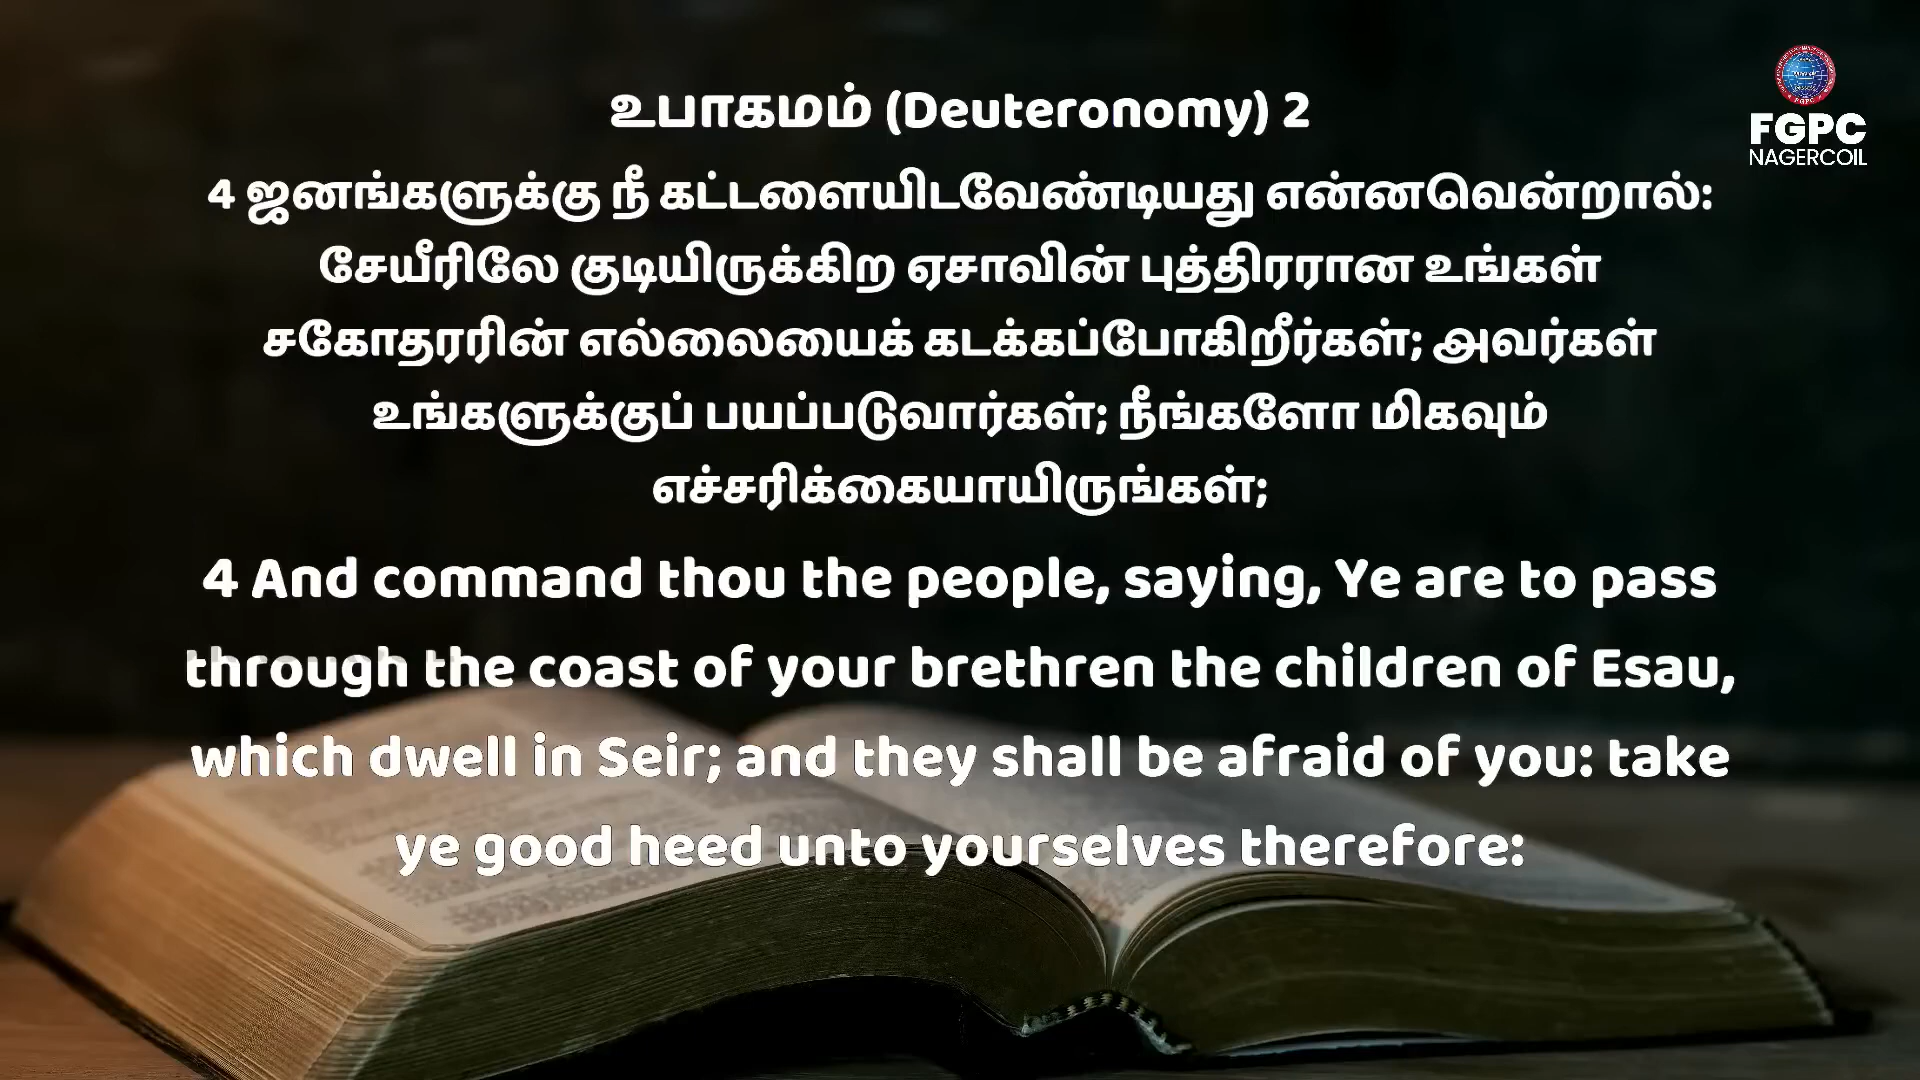 உபாகமம் (Deuteronomy) 2
4 ஜனங்களுக்கு நீ கட்டளையிடவேண்டியது என்னவென்றால்:
சேயீரிலே குடியிருக்கிற ஏசாவின் புத்திரரான உங்கள்
சகோதரரின் எல்லையைக் கடக்கப்போகிறீர்கள்; அவர்கள்
உங்களுக்குப் பயப்படுவார்கள்; நீங்களோ மிகவும்
எச்சரிக்கையாயிருங்கள்;
4 And command thou the people, saying, Ye are to pass
through the coast of your brethren the children of Esau,
which dwell in Seir; and they shall be afraid of you: take
ye good heed unto yourselves therefore:
FGPC
NAGERCOIL